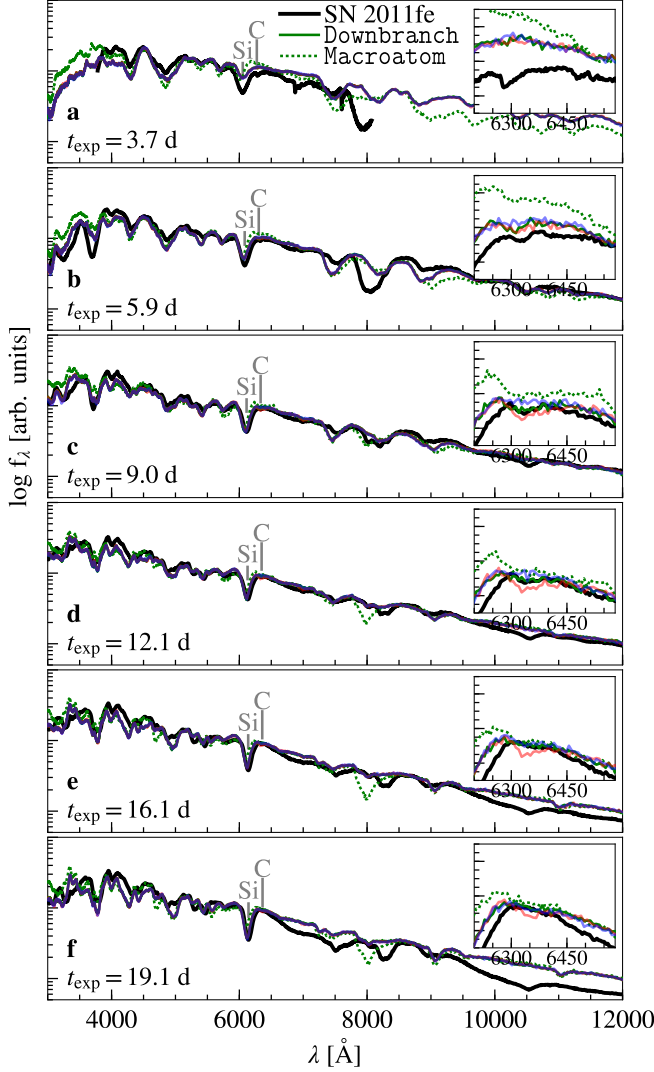 SN 2011fe
Downbranch
Macroatom
C
Si
a
t_exp = 3.7 d
6300 6450
C
Si
b
t_exp = 5.9 d
6300 6450
C
Si
c
t_exp = 9.0 d
6300 6450
C
Si
d
t_exp = 12.1 d
6300 6450
C
Si
e
t_exp = 16.1 d
6300 6450
C
Si
f
t_exp = 19.1 d
6300 6450
log f_λ [arb. units]
4000 6000 8000 10000 12000
λ [Å]